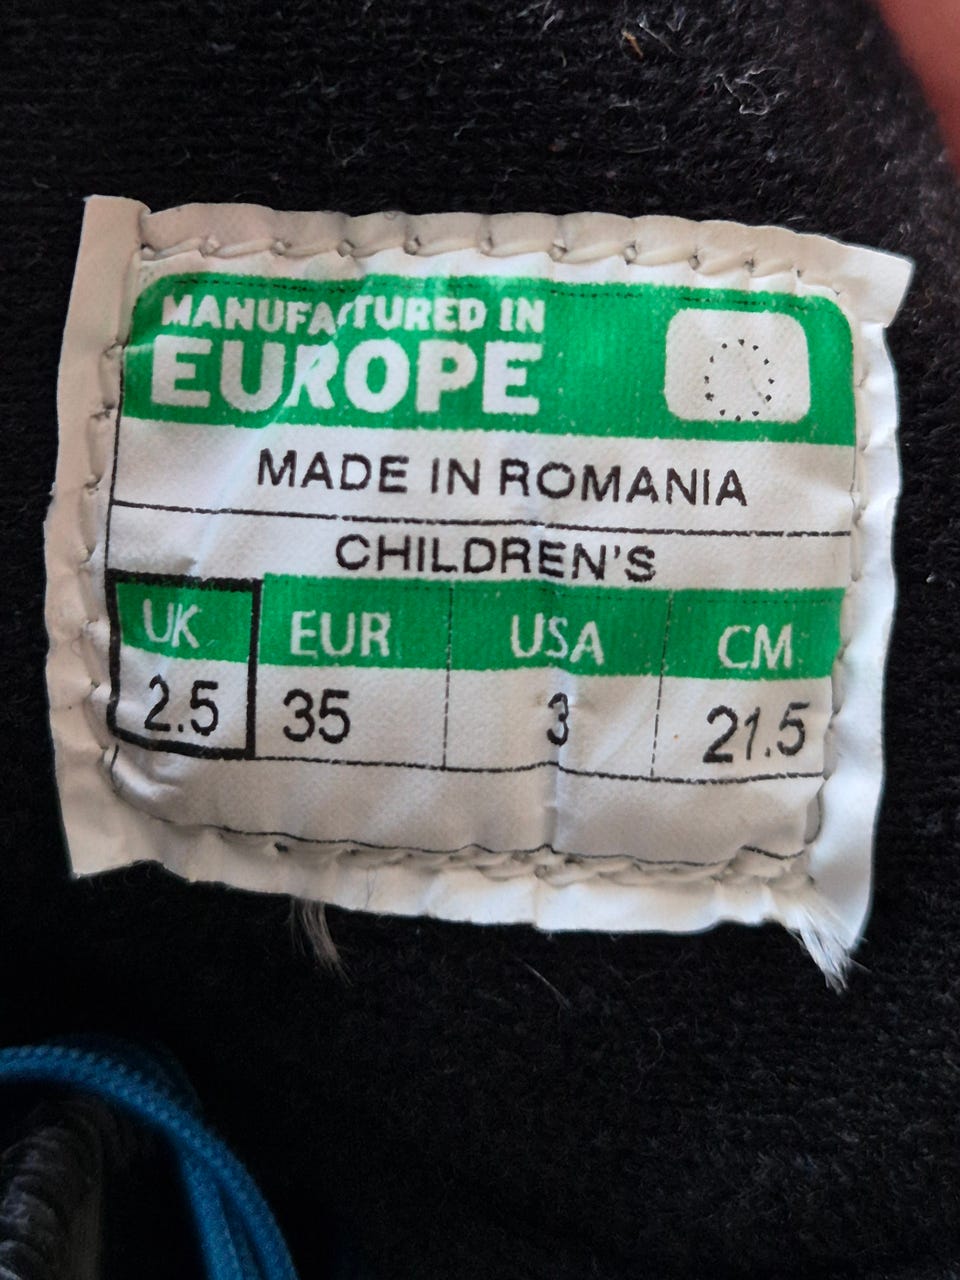 MANUFACTURED IN
EUROPE
MADE IN ROMANIA
CHILDREN'S
UK EUR USA CM
2.5 35 3 21.5